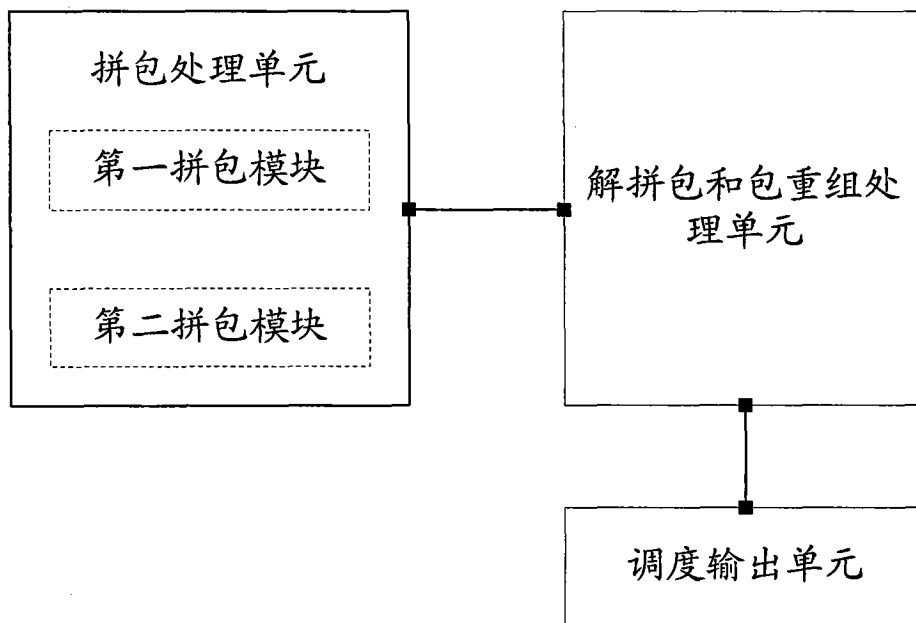 拼包处理单元
第一拼包模块
第二拼包模块
解拼包和包重组处
理单元
调度输出单元